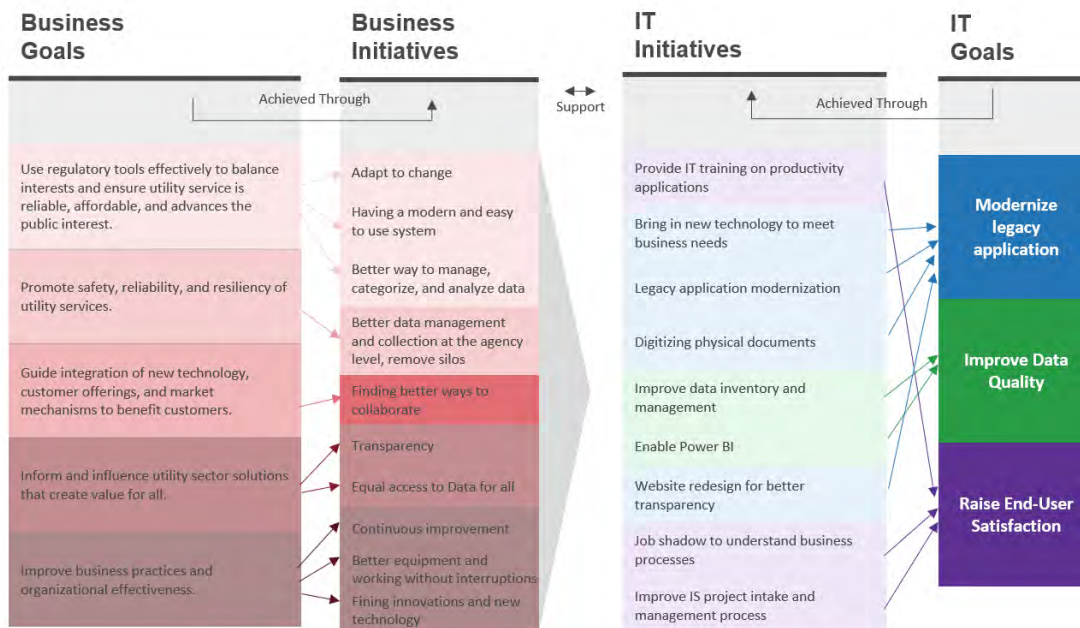 Business
Goals
Achieved Through
Use regulatory tools effectively to balance
interests and ensure utility service is
reliable, affordable, and advances the
public interest.
Promote safety, reliability, and resiliency of
utility services.
Guide integration of new technology,
customer offerings, and market
mechanisms to benefit customers.
Inform and influence utility sector solutions
that create value for all.
Improve business practices and
organizational effectiveness.
Business
Initiatives
Adapt to change
Having a modern and easy
to use system
Better way to manage,
categorize, and analyze data
Better data management
and collection at the agency
level, remove silos
Finding better ways to
collaborate
Transparency
Equal access to Data for all
Continuous improvement
Better equipment and
working without interruptions
Fining innovations and new
technology
Support
IT
Initiatives
Achieved Through
Provide IT training on productivity
applications
Bring in new technology to meet
business needs
Legacy application modernization
Digitizing physical documents
Improve data inventory and
management
Enable Power BI
Website redesign for better
transparency
Job shadow to understand business
processes
Improve IS project intake and
management process
IT
Goals
Modernize
legacy
application
Improve Data
Quality
Raise End-User
Satisfaction